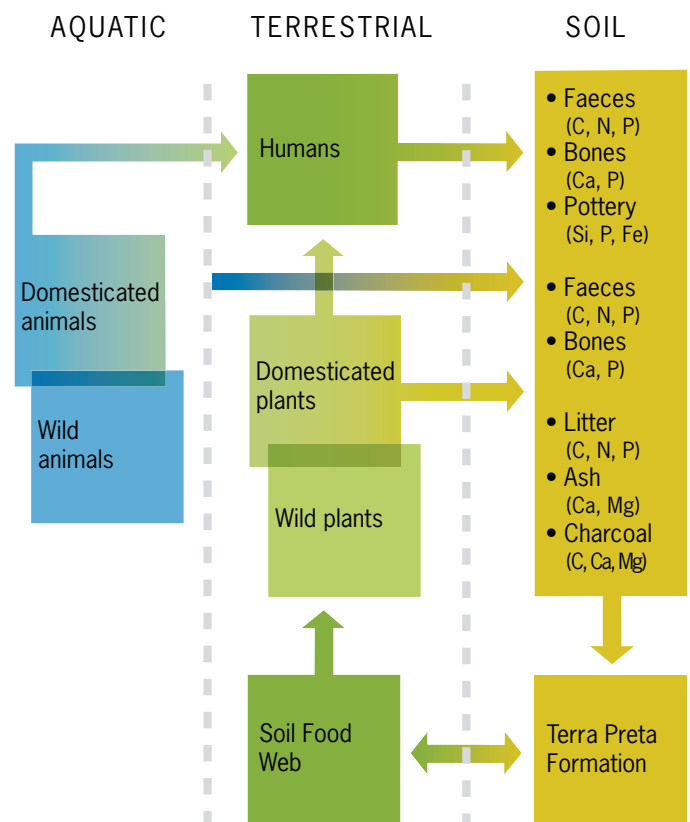 AQUATIC
TERRESTRIAL
SOIL
Humans
Domesticated
animals
Wild
animals
Domesticated
plants
Wild plants
Soil Food
Web
• Faeces
(C, N, P)
• Bones
(Ca, P)
• Pottery
(Si, P, Fe)
• Faeces
(C, N, P)
• Bones
(Ca, P)
• Litter
(C, N, P)
• Ash
(Ca, Mg)
• Charcoal
(C, Ca, Mg)
Terra Preta
Formation